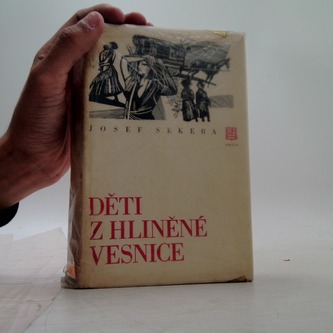 JOSEF SEKERA
DĚTI
Z HLINĚNÉ
VESNICE